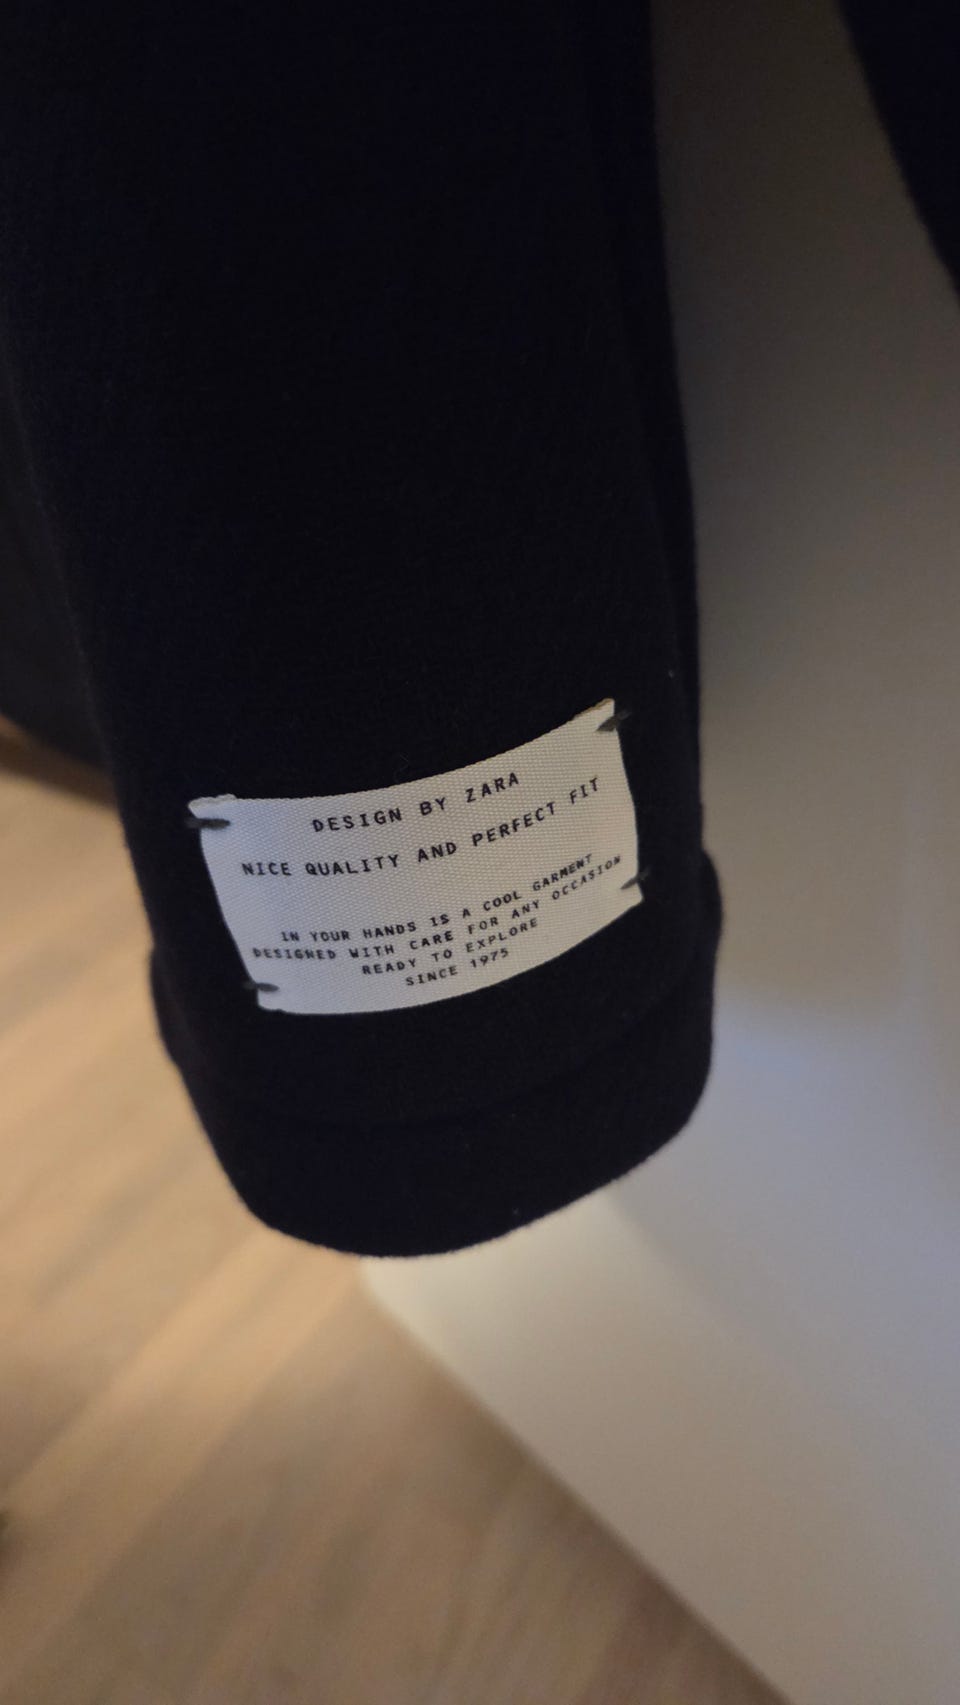 DESIGN BY ZARA
NICE QUALITY AND PERFECT FIT
IN YOUR HANDS IS A COOL GARMENT
DESIGNED WITH CARE FOR ANY OCCASION
READY TO EXPLORE
SINCE 1975